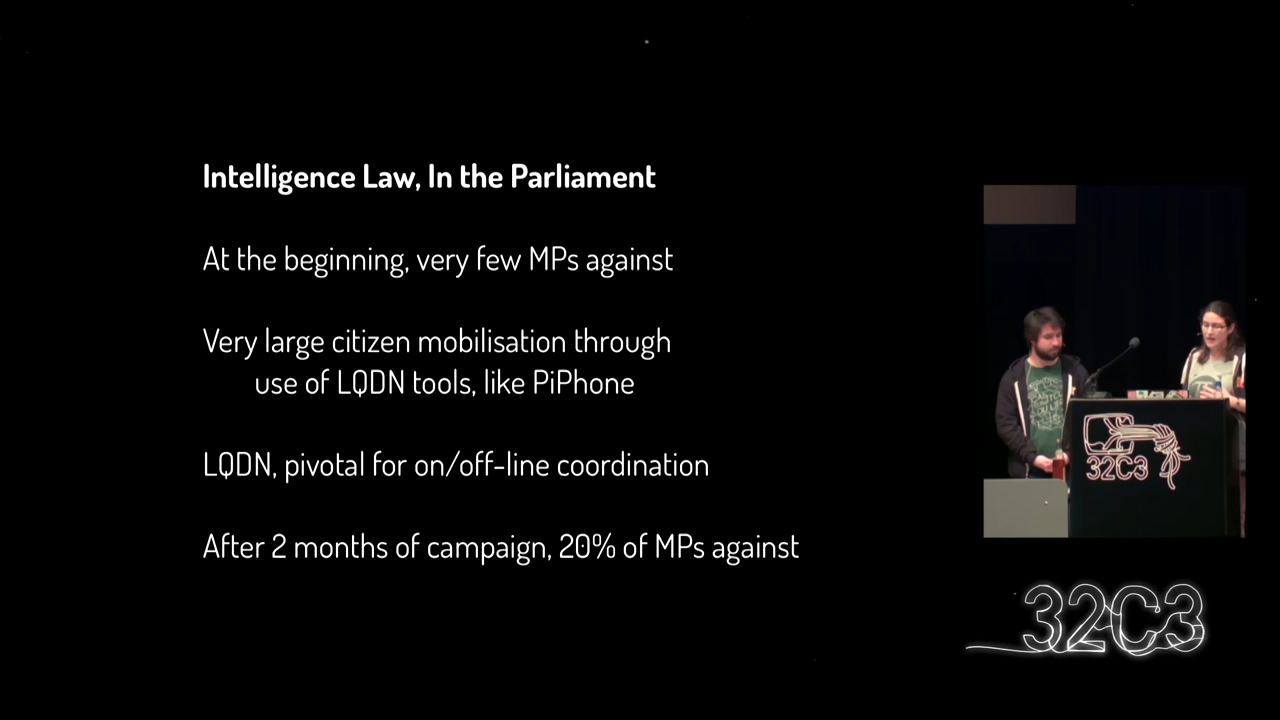 Intelligence Law, In the Parliament
At the beginning, very few MPs against
Very large citizen mobilisation through
use of LQDN tools, like PiPhone
LQDN, pivotal for on/off-line coordination
After 2 months of campaign, 20% of MPs against
32C3
32C3